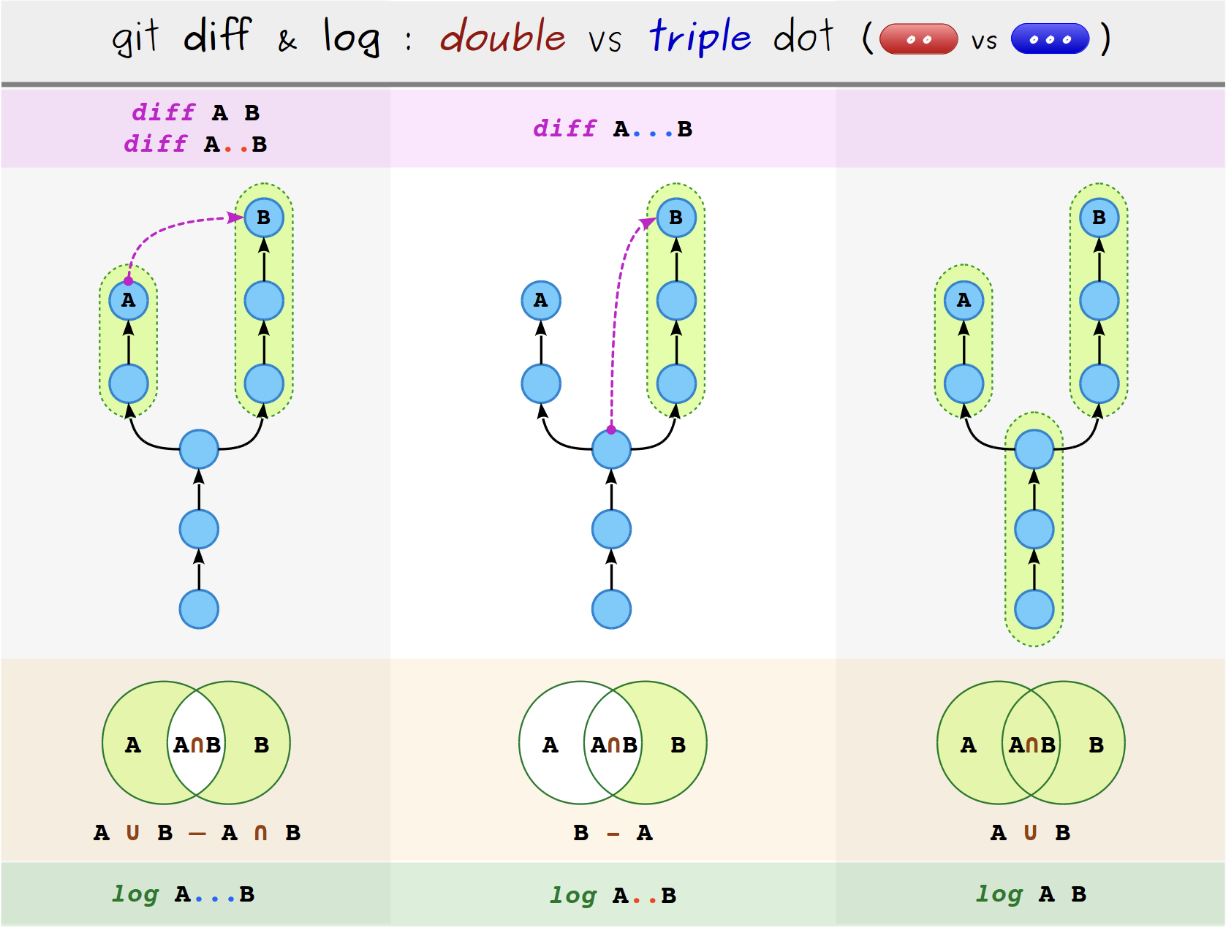 git diff & log : double vs triple dot (•• vs •••)
diff A B
diff A..B
diff A...B
B
A
B
A
B
A
A A∩B B
A A∩B B
A A∩B B
A ∪ B — A ∩ B
B – A
A ∪ B
log A...B
log A..B
log A B